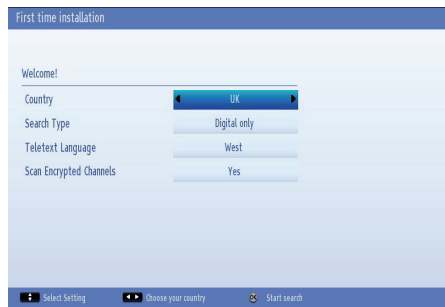 First time installation
Welcome!
Country UK
Search Type Digital only
Teletext Language West
Scan Encrypted Channels Yes
Select Setting Choose your country OK Start search